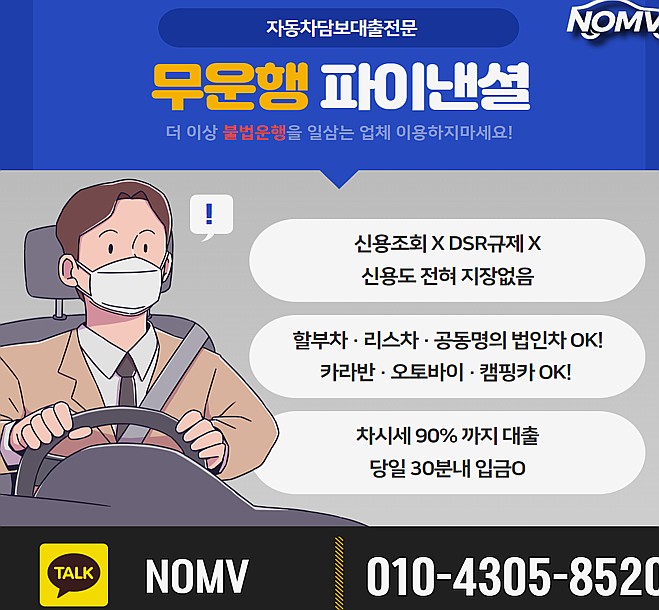 자동차담보대출전문
NOMV
무운행 파이낸셜
더 이상 불법운행을 일삼는 업체 이용하지마세요!
!
신용조회 X DSR규제 X
신용도 전혀 지장없음
할부차 · 리스차 · 공동명의 법인차 OK!
카라반 · 오토바이 · 캠핑카 OK!
차시세 90% 까지 대출
당일 30분내 입금O
TALK NOMV 010-4305-8520